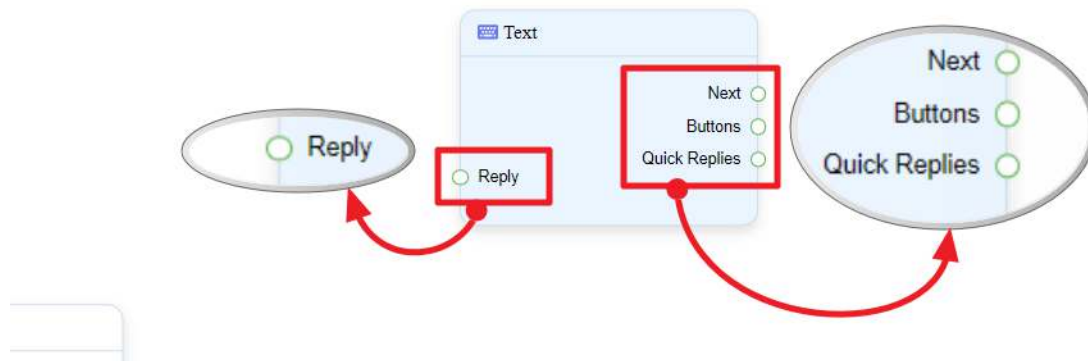 Text
Next
Buttons
Quick Replies
Reply
Reply
Next
Buttons
Quick Replies